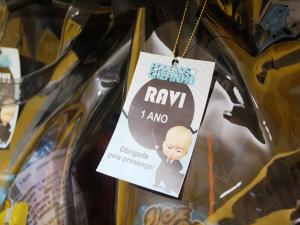 RAVI
1 ANO
Obrigada
pela presença!